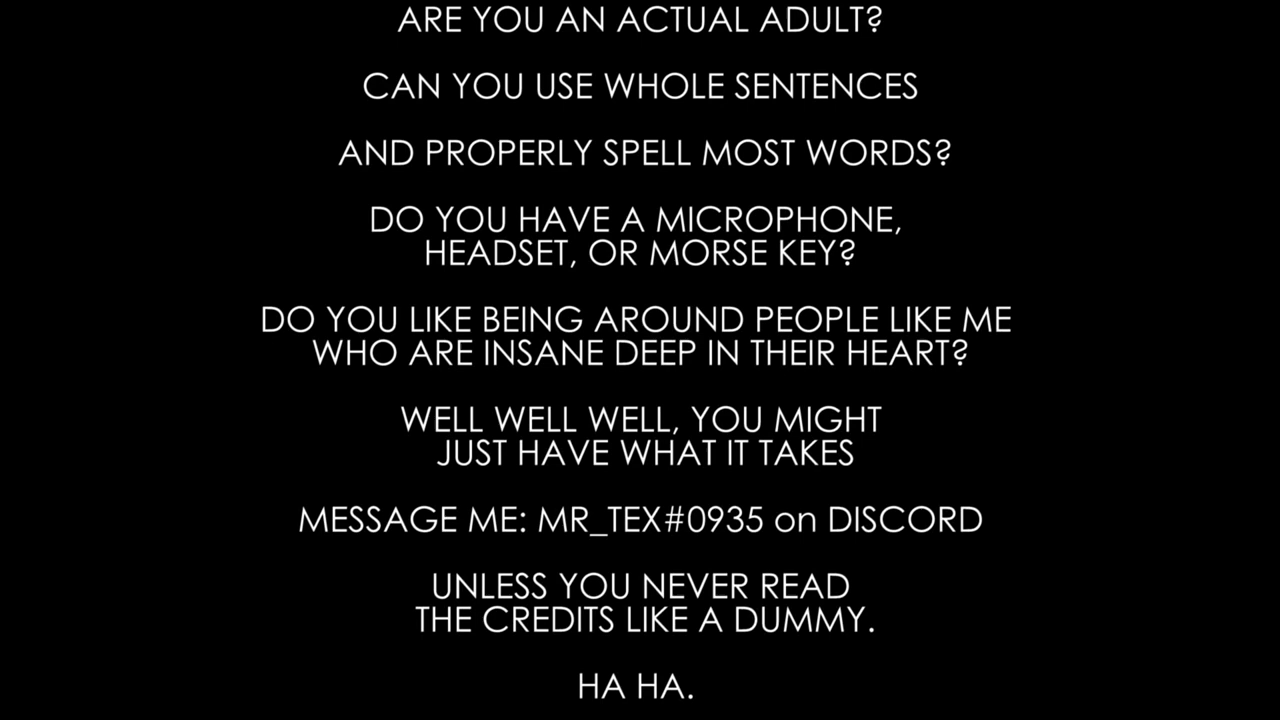 ARE YOU AN ACTUAL ADULT?
CAN YOU USE WHOLE SENTENCES
AND PROPERLY SPELL MOST WORDS?
DO YOU HAVE A MICROPHONE,
HEADSET, OR MORSE KEY?
DO YOU LIKE BEING AROUND PEOPLE LIKE ME
WHO ARE INSANE DEEP IN THEIR HEART?
WELL WELL WELL, YOU MIGHT
JUST HAVE WHAT IT TAKES
MESSAGE ME: MR_TEX#0935 on DISCORD
UNLESS YOU NEVER READ
THE CREDITS LIKE A DUMMY.
HA HA.